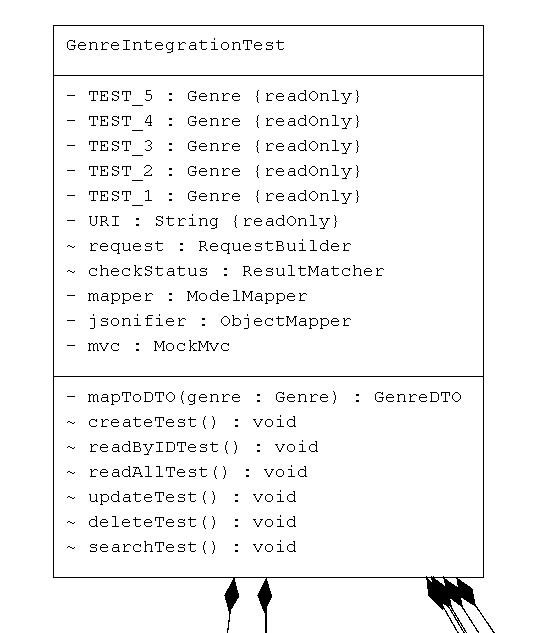 GenreIntegrationTest
- TEST_5 : Genre {readOnly}
- TEST_4 : Genre {readOnly}
- TEST_3 : Genre {readOnly}
- TEST_2 : Genre {readOnly}
- TEST_1 : Genre {readOnly}
- URI : String {readOnly}
~ request : RequestBuilder
~ checkStatus : ResultMatcher
- mapper : ModelMapper
- jsonifier : ObjectMapper
- mvc : MockMvc
- mapToDTO(genre : Genre) : GenreDTO
~ createTest() : void
~ readByIDTest() : void
~ readAllTest() : void
~ updateTest() : void
~ deleteTest() : void
~ searchTest() : void